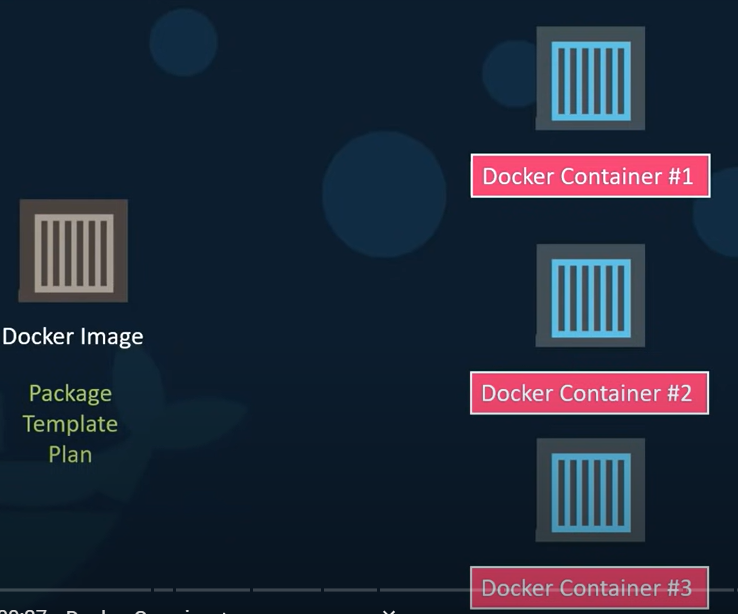 Docker Container #1
Docker Image
Package
Template
Plan
Docker Container #2
Docker Container #3